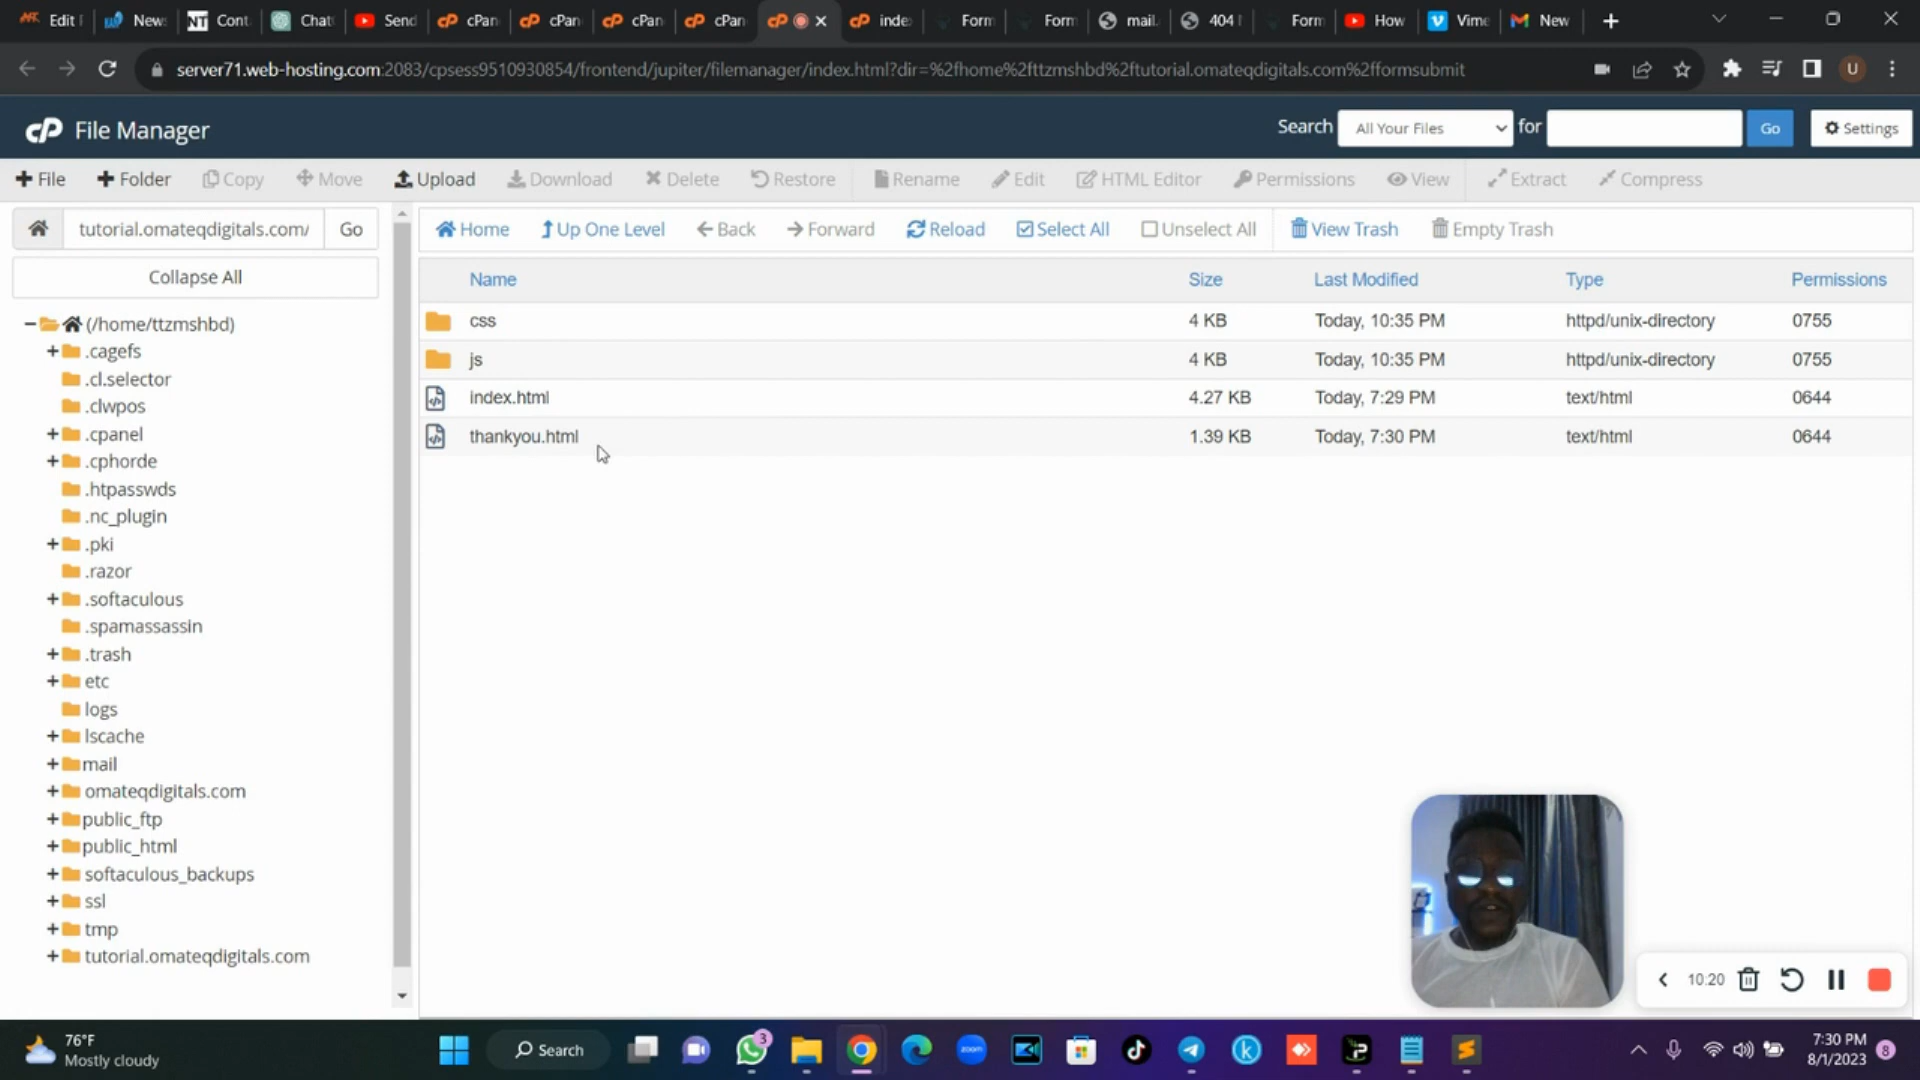 Edit News Cont Chat Send cPan cPan cPan cPan index Form Form mail. 404 Form How Vime New
server71.web-hosting.com:2083/cpsess9510930854/frontend/jupiter/filemanager/index.html?dir=%2fhome%2fttzmshbd%2ftutorial.omateqdigitals.com%2fformsubmit U
cP File Manager Search All Your Files for Go Settings
File Folder Copy Move Upload Download Delete Restore Rename Edit HTML Editor Permissions View Extract Compress
tutorial.omateqdigitals.com/ Go Home Up One Level Back Forward Reload Select All Unselect All View Trash Empty Trash
Collapse All
Name Size Last Modified Type Permissions
css 4 KB Today, 10:35 PM httpd/unix-directory 0755
js 4 KB Today, 10:35 PM httpd/unix-directory 0755
index.html 4.27 KB Today, 7:29 PM text/html 0644
thankyou.html 1.39 KB Today, 7:30 PM text/html 0644
(/home/ttzmshbd)
.cagefs
.cl.selector
.clwpos
.cpanel
.cphorde
.htpasswds
.nc_plugin
.pki
.razor
.softaculous
.spamassassin
.trash
etc
logs
lscache
mail
omateqdigitals.com
public_ftp
public_html
softaculous_backups
ssl
tmp
tutorial.omateqdigitals.com
10:20
76°F
Mostly cloudy
Search
3
zoom
7:30 PM
8/1/2023
8